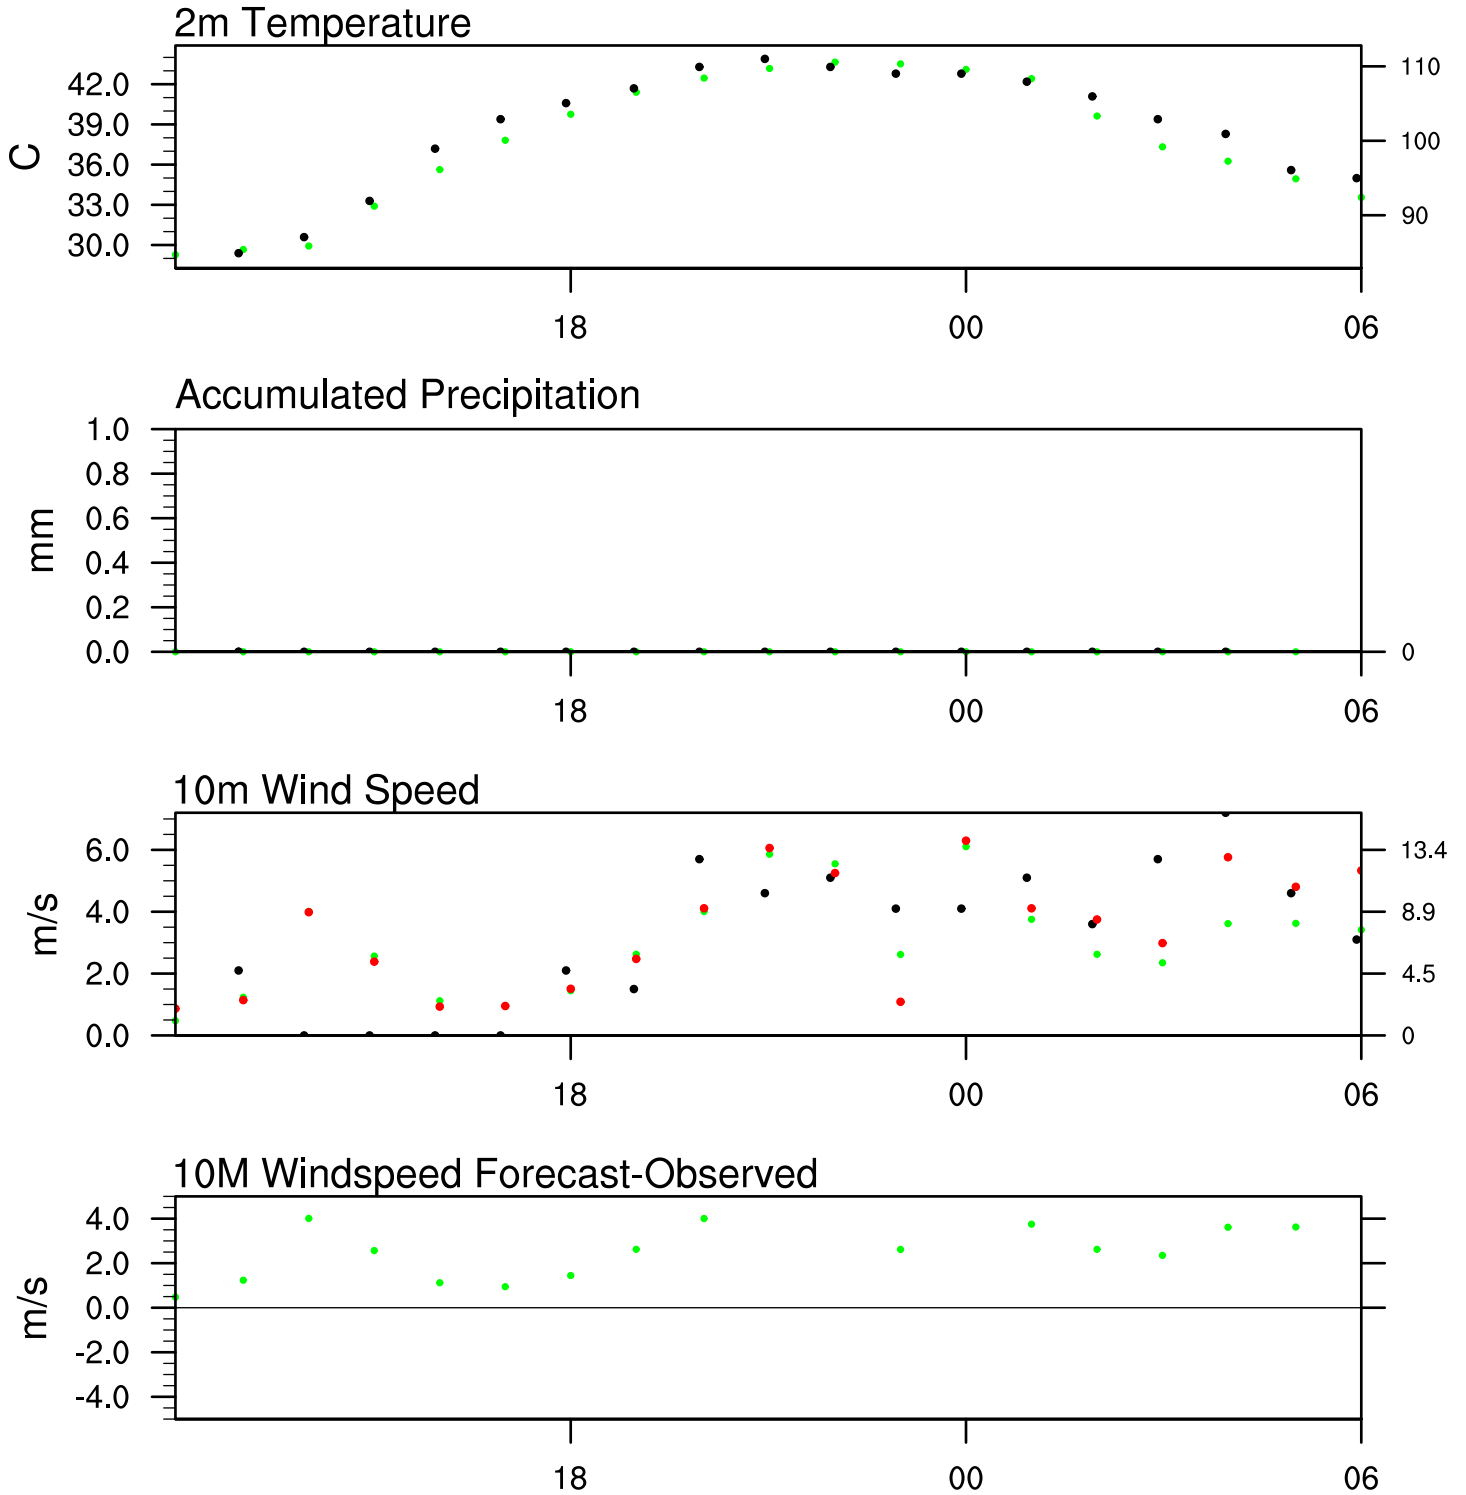 2m Temperature
C
42.0
39.0
36.0
33.0
30.0
110
100
90
18 00 06
Accumulated Precipitation
mm
1.0
0.8
0.6
0.4
0.2
0.0
0
18 00 06
10m Wind Speed
m/s
6.0
4.0
2.0
0.0
13.4
8.9
4.5
0
18 00 06
10M Windspeed Forecast-Observed
m/s
4.0
2.0
0.0
-2.0
-4.0
18 00 06